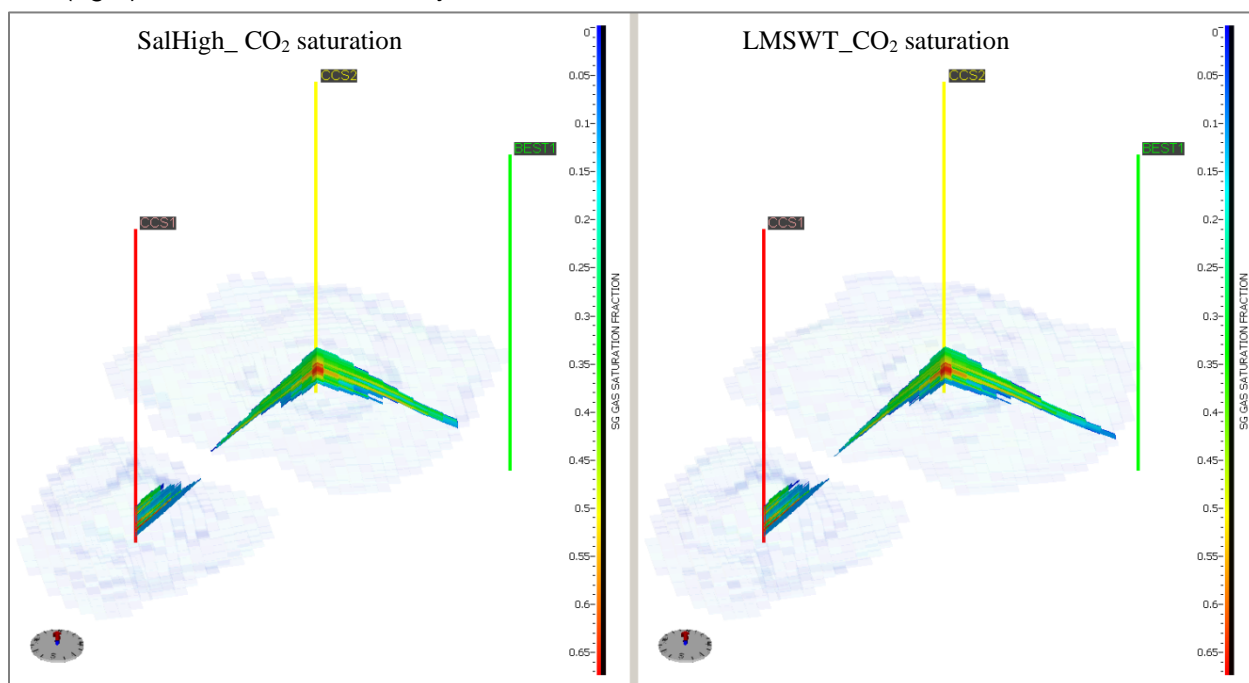 SalHigh_ CO₂ saturation
LMSWT_CO₂ saturation
CCS2
BEST1
CCS1
0
0.05
0.1
0.15
0.2
0.25
0.3
0.35
0.4
0.45
0.5
0.55
0.6
0.65
SG GAS SATURATION FRACTION
CCS2
BEST1
CCS1
0
0.05
0.1
0.15
0.2
0.25
0.3
0.35
0.4
0.45
0.5
0.55
0.6
0.65
SG GAS SATURATION FRACTION